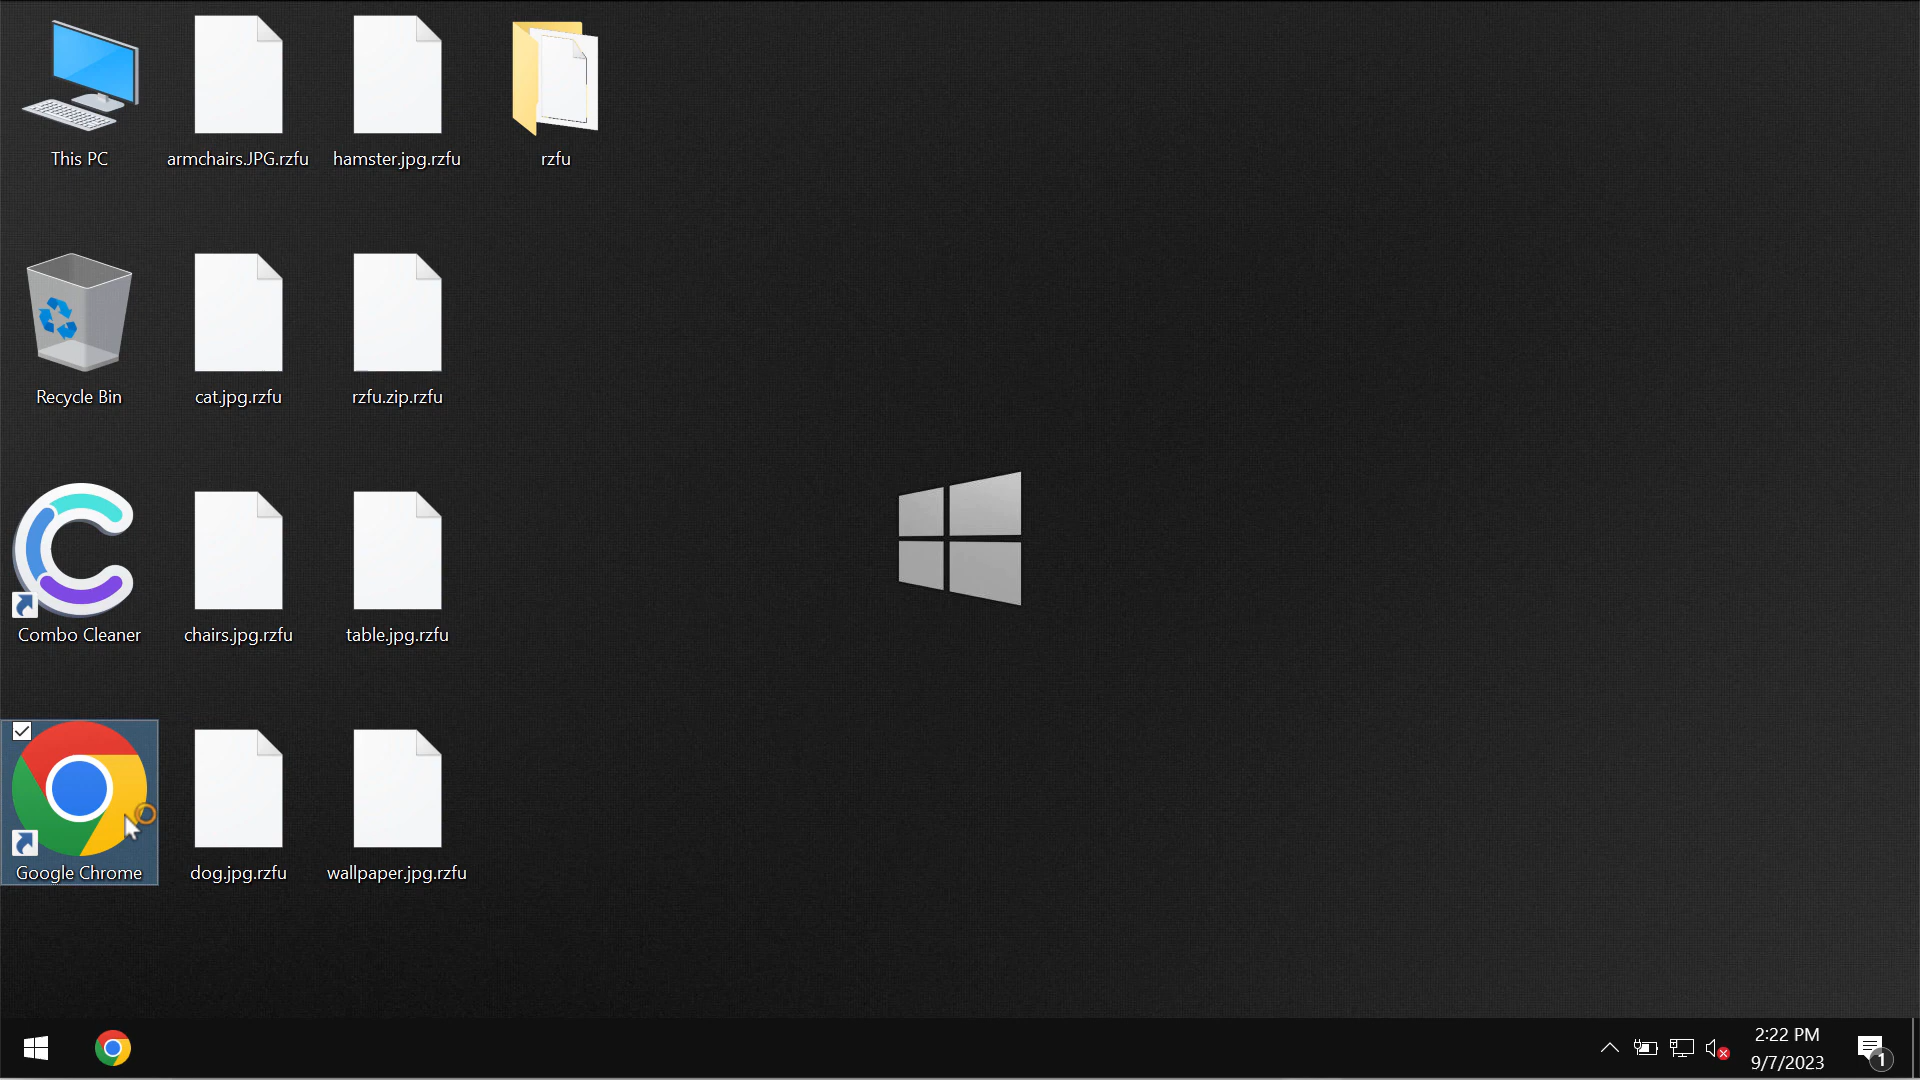 This PC
armchairs.JPG.rzfu
hamster.jpg.rzfu
rzfu
Recycle Bin
cat.jpg.rzfu
rzfu.zip.rzfu
Combo Cleaner
chairs.jpg.rzfu
table.jpg.rzfu
Google Chrome
dog.jpg.rzfu
wallpaper.jpg.rzfu
2:22 PM
9/7/2023
1